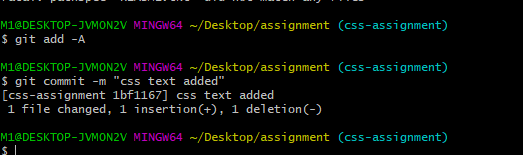 M1@DESKTOP-JVMON2V MINGW64 ~/Desktop/assignment (css-assignment)
$ git add -A
M1@DESKTOP-JVMON2V MINGW64 ~/Desktop/assignment (css-assignment)
$ git commit -m "css text added"
[css-assignment 1bf1167] css text added
1 file changed, 1 insertion(+), 1 deletion(-)
M1@DESKTOP-JVMON2V MINGW64 ~/Desktop/assignment (css-assignment)
$